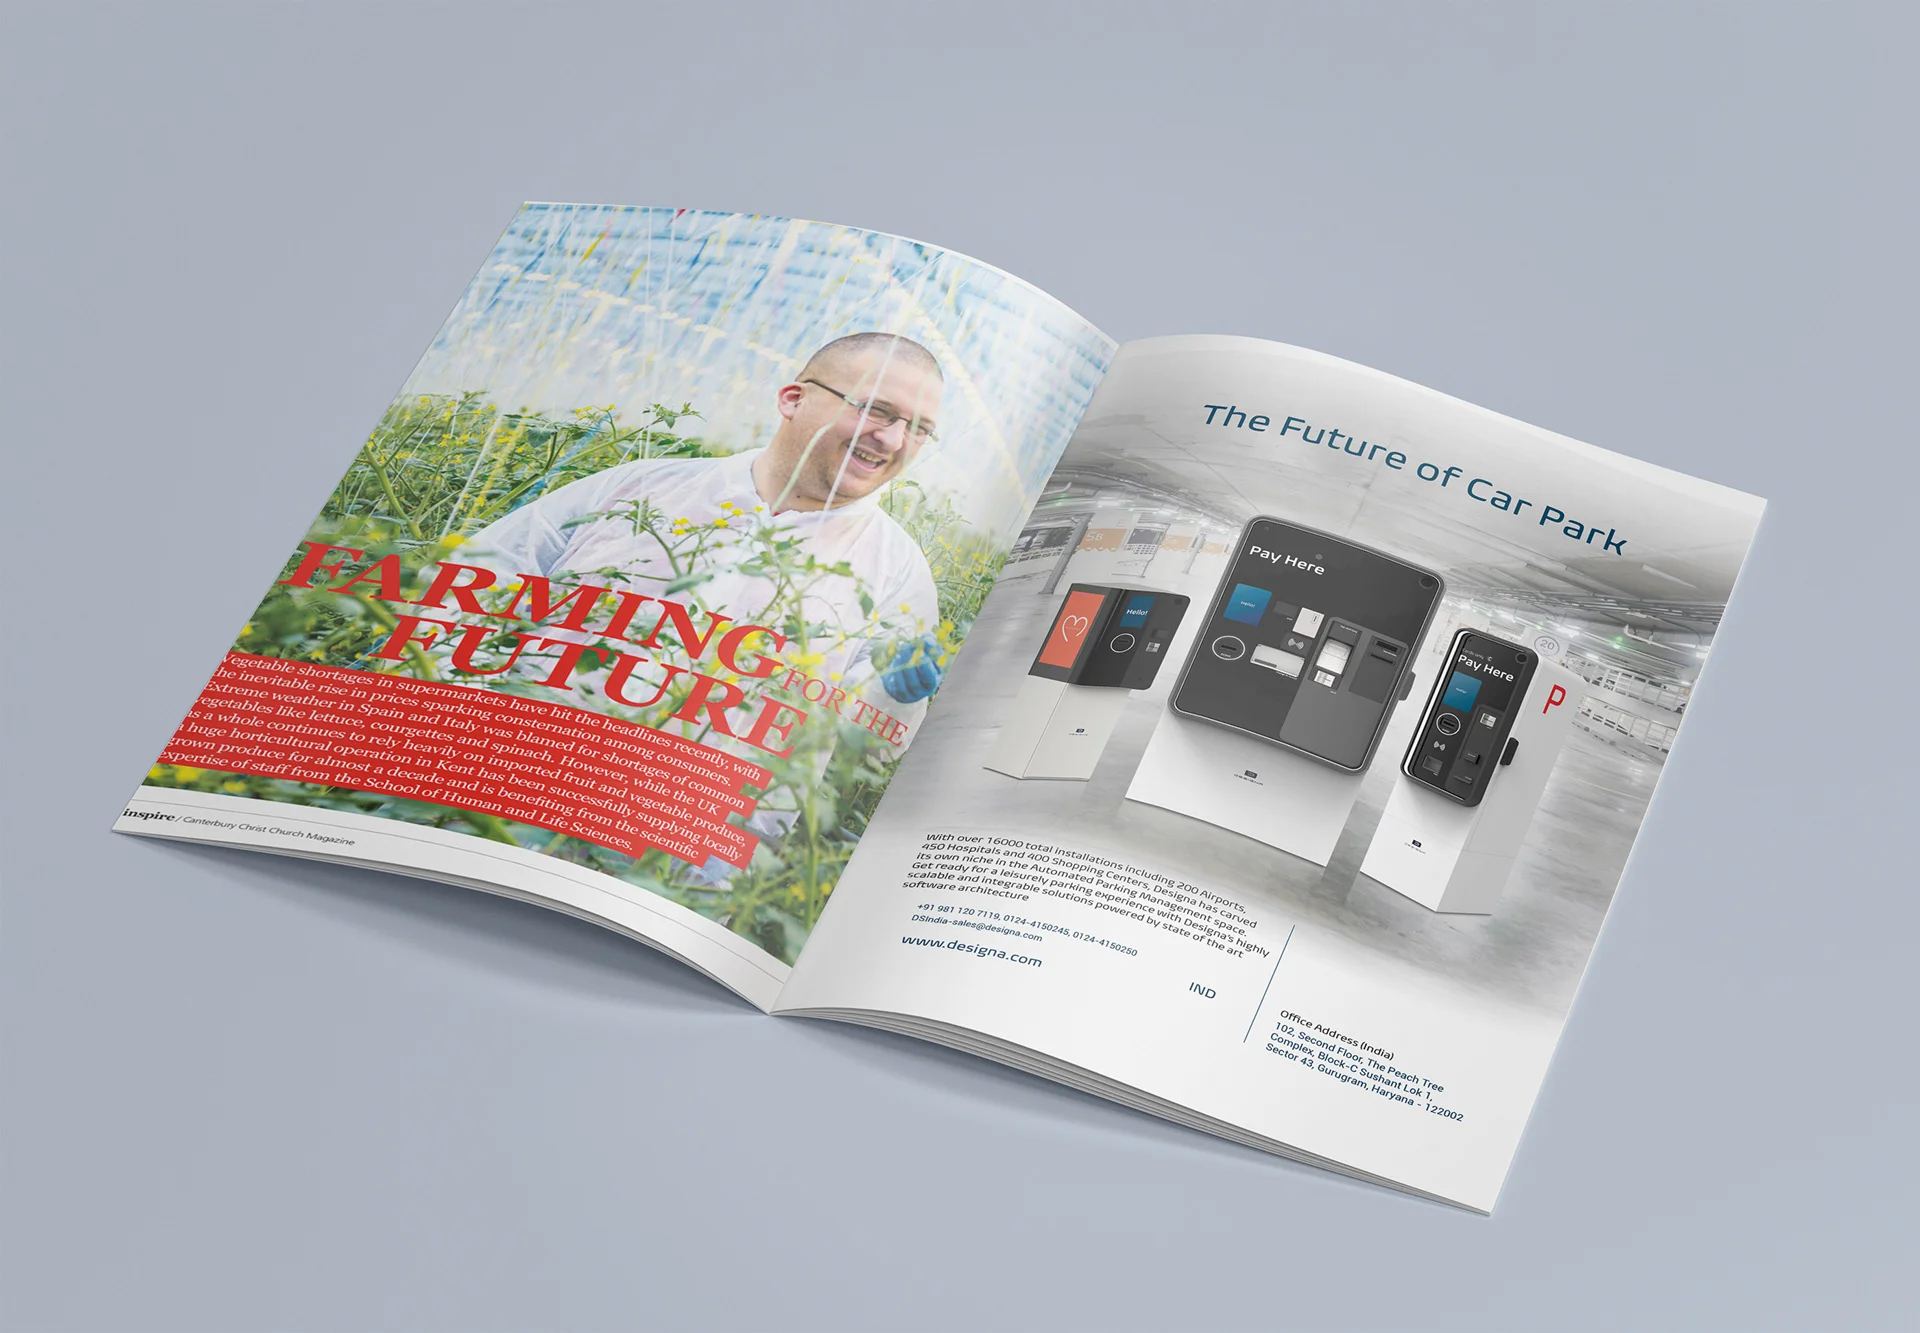 FARMING
FOR THE
FUTURE
Vegetable shortages in supermarkets have hit the headlines recently, with
the inevitable rise in prices sparking consternation among consumers.
Extreme weather in Spain and Italy was blamed for shortages of common
vegetables like lettuce, courgettes and spinach. However, while the UK
as a whole continues to rely heavily on imported fruit and vegetable produce,
a huge horticultural operation in Kent has been successfully supplying locally
grown produce for almost a decade and is benefiting from the scientific
expertise of staff from the School of Human and Life Sciences.
inspire / Canterbury Christ Church Magazine
The Future of Car Park
58
Hello!
Pay Here
Hello!
Pay Here
Hello!
P
20
With over 16000 total installations including 200 Airports,
450 Hospitals and 400 Shopping Centers, Designa has carved
its own niche in the Automated Parking Management space.
Get ready for a leisurely parking experience with Designa's highly
scalable and integrable solutions powered by state of the art
software architecture
+91 981 120 7119, 0124-4150245, 0124-4150250
DSIndia-sales@designa.com
www.designa.com
IND
Office Address (India)
102, Second Floor, The Peach Tree
Complex, Block-C Sushant Lok 1,
Sector 43, Gurugram, Haryana - 122002